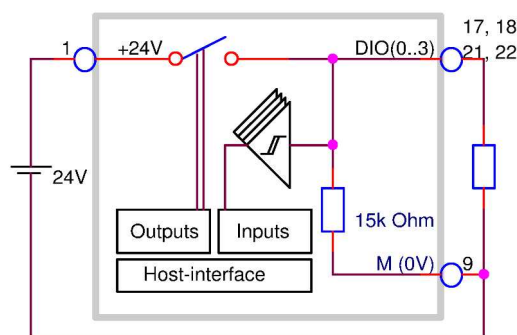 17, 18
1 +24V DIO(0..3) 21, 22
24V
15k Ohm
Outputs Inputs
Host-interface M (0V) 9